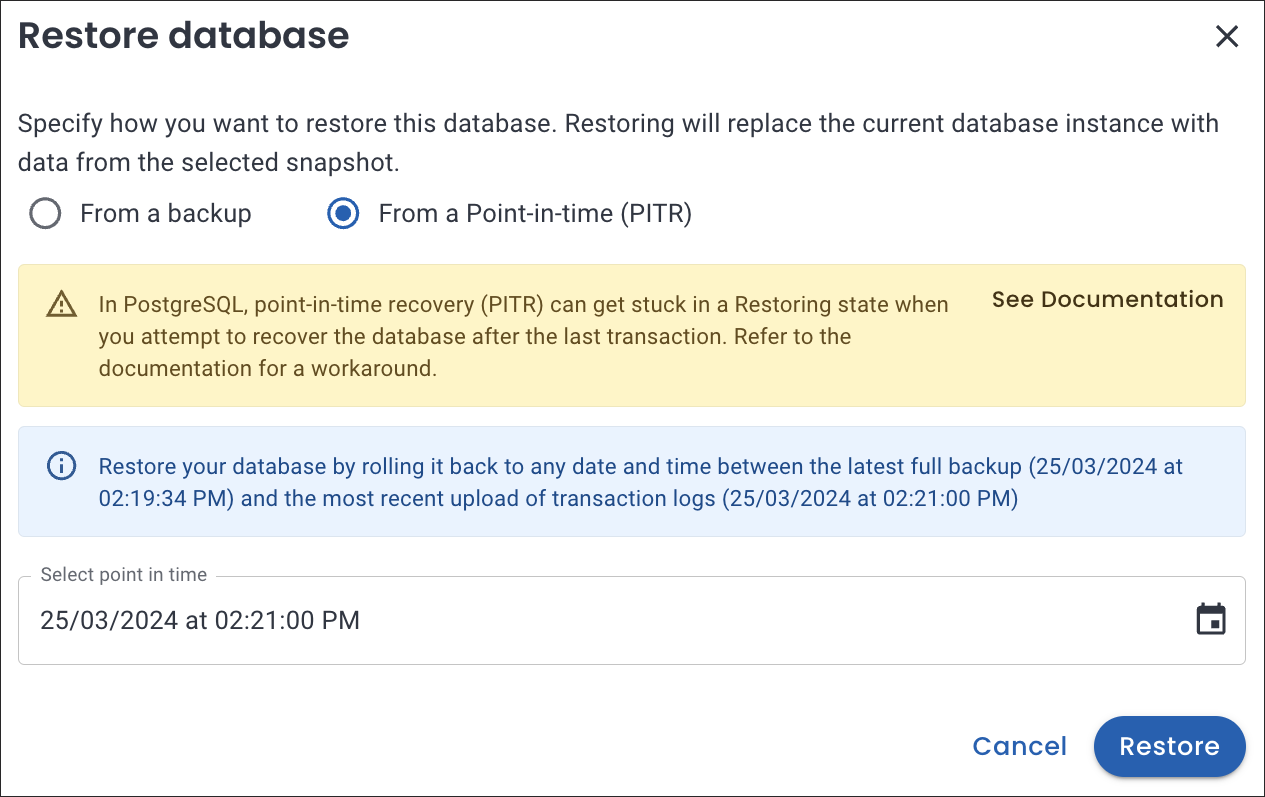 Restore database
Specify how you want to restore this database. Restoring will replace the current database instance with
data from the selected snapshot.
From a backup
From a Point-in-time (PITR)
In PostgreSQL, point-in-time recovery (PITR) can get stuck in a Restoring state when
you attempt to recover the database after the last transaction. Refer to the
documentation for a workaround.
See Documentation
Restore your database by rolling it back to any date and time between the latest full backup (25/03/2024 at
02:19:34 PM) and the most recent upload of transaction logs (25/03/2024 at 02:21:00 PM)
Select point in time
25/03/2024 at 02:21:00 PM
Cancel
Restore